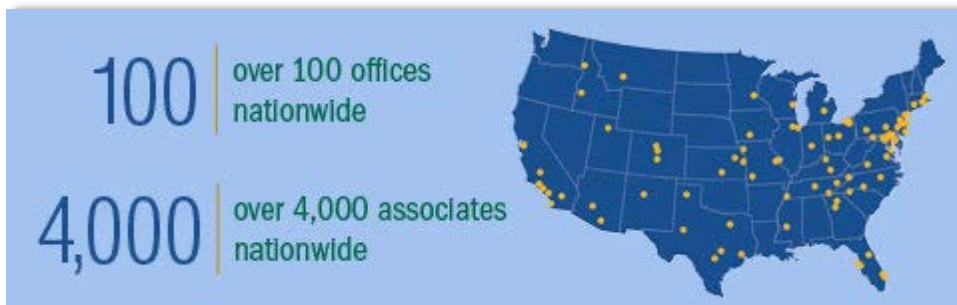 100
over 100 offices
nationwide
4,000
over 4,000 associates
nationwide